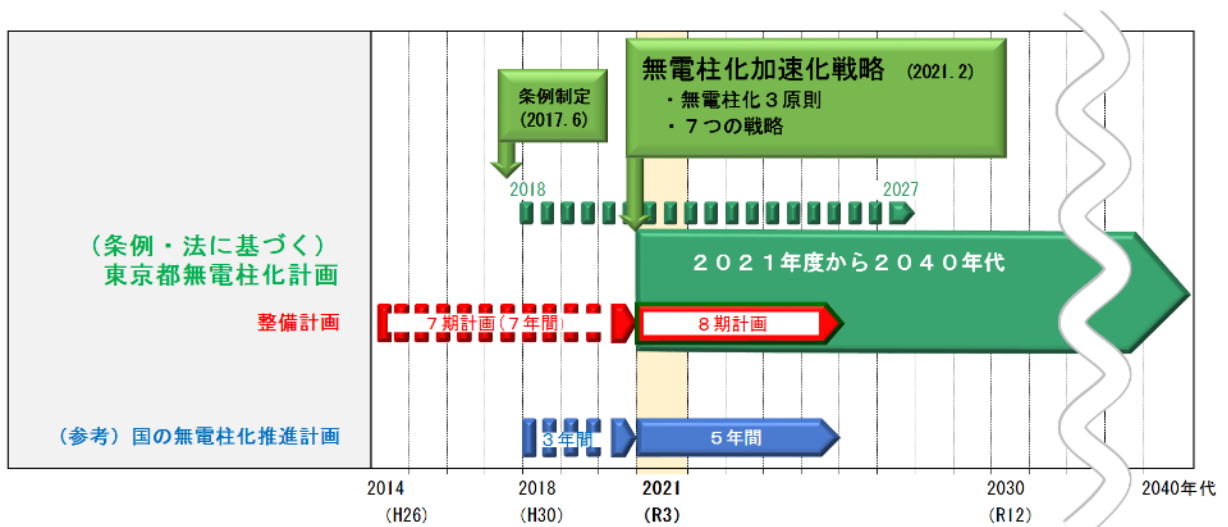 条例制定
(2017.6)
無電柱化加速化戦略 (2021.2)
・無電柱化３原則
・７つの戦略
2018
2027
(条例・法に基づく)
東京都無電柱化計画
２０２１年度から２０４０年代
整備計画
７期計画(７年間)
８期計画
(参考) 国の無電柱化推進計画
３年間
５年間
2014
2018
2021
2030
2040年代
(H26)
(H30)
(R3)
(R12)